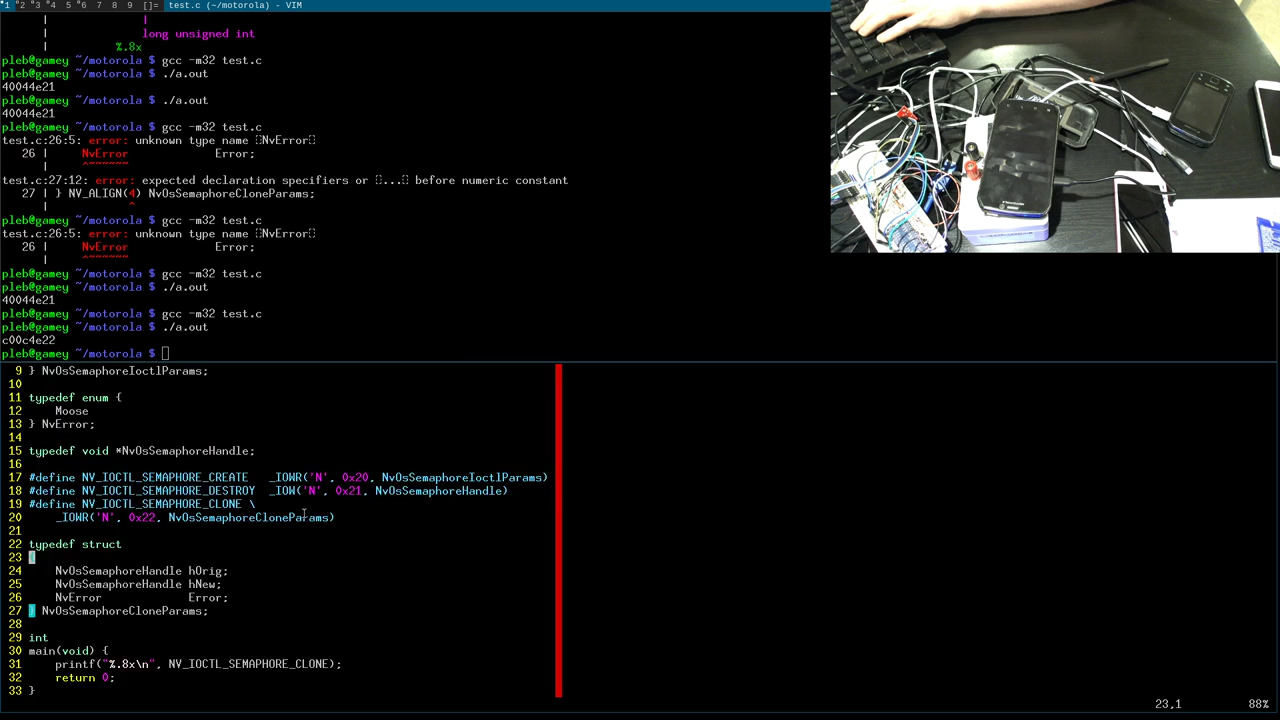 1 2 3 4 5 6 7 8 9 []= test.c (~/motorola) - VIM
| |
| long unsigned int
| %.8x
pleb@gamey ~/motorola $ gcc -m32 test.c
pleb@gamey ~/motorola $ ./a.out
40044e21
pleb@gamey ~/motorola $ ./a.out
40044e21
pleb@gamey ~/motorola $ gcc -m32 test.c
test.c:26:5: error: unknown type name NvError
26 | NvError Error;
| ^~~~~~~
test.c:27:12: error: expected declaration specifiers or ... before numeric constant
27 | } NV_ALIGN(4) NvOsSemaphoreCloneParams;
| ^
pleb@gamey ~/motorola $ gcc -m32 test.c
test.c:26:5: error: unknown type name NvError
26 | NvError Error;
| ^~~~~~~
pleb@gamey ~/motorola $ gcc -m32 test.c
pleb@gamey ~/motorola $ ./a.out
40044e21
pleb@gamey ~/motorola $ gcc -m32 test.c
pleb@gamey ~/motorola $ ./a.out
c00c4e22
pleb@gamey ~/motorola $
9 } NvOsSemaphoreIoctlParams;
10
11 typedef enum {
12 Moose
13 } NvError;
14
15 typedef void *NvOsSemaphoreHandle;
16
17 #define NV_IOCTL_SEMAPHORE_CREATE _IOWR('N', 0x20, NvOsSemaphoreIoctlParams)
18 #define NV_IOCTL_SEMAPHORE_DESTROY _IOW('N', 0x21, NvOsSemaphoreHandle)
19 #define NV_IOCTL_SEMAPHORE_CLONE \
20 _IOWR('N', 0x22, NvOsSemaphoreCloneParams)
21
22 typedef struct
23 {
24 NvOsSemaphoreHandle hOrig;
25 NvOsSemaphoreHandle hNew;
26 NvError Error;
27 } NvOsSemaphoreCloneParams;
28
29 int
30 main(void) {
31 printf("%.8x\n", NV_IOCTL_SEMAPHORE_CLONE);
32 return 0;
33 }
23,1 88%